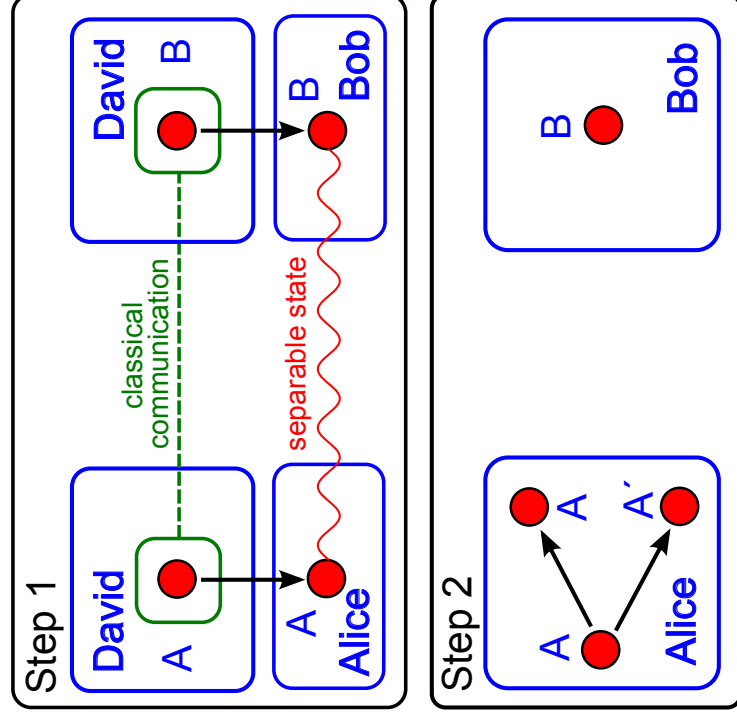 Step 1
David
David
classical
communication
A
B
separable state
A
B
Alice
Bob
Step 2
A
B
A
A´
Alice
Bob